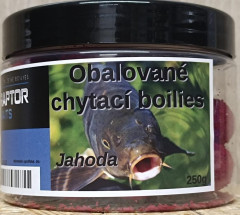 Obalované
chytací boilies
Jahoda
250g